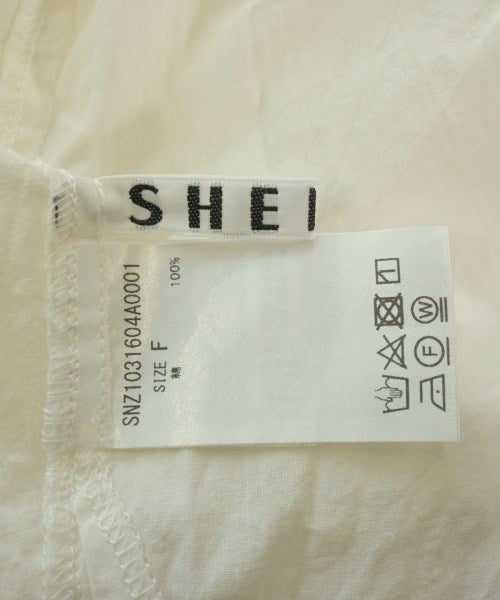 SHE
SNZ1031604A0001
SIZE F
綿 100%
F
W